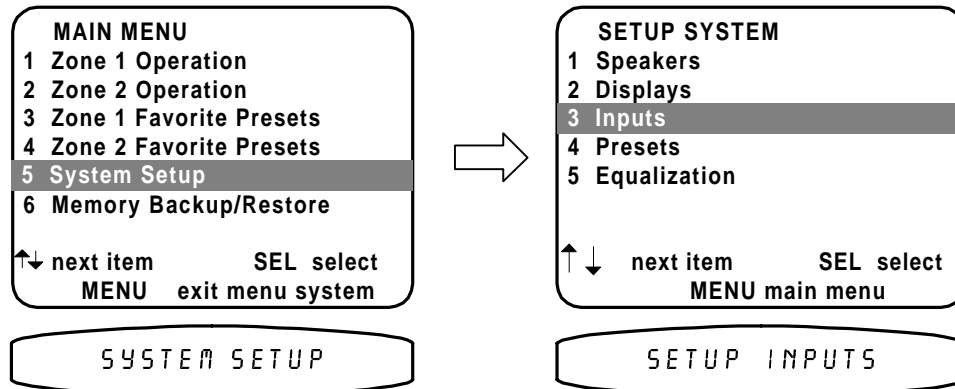 MAIN MENU
1 Zone 1 Operation
2 Zone 2 Operation
3 Zone 1 Favorite Presets
4 Zone 2 Favorite Presets
5 System Setup
6 Memory Backup/Restore
↑↓ next item SEL select
MENU exit menu system
SYSTEM SETUP
SETUP SYSTEM
1 Speakers
2 Displays
3 Inputs
4 Presets
5 Equalization
↑ ↓ next item SEL select
MENU main menu
SETUP INPUTS